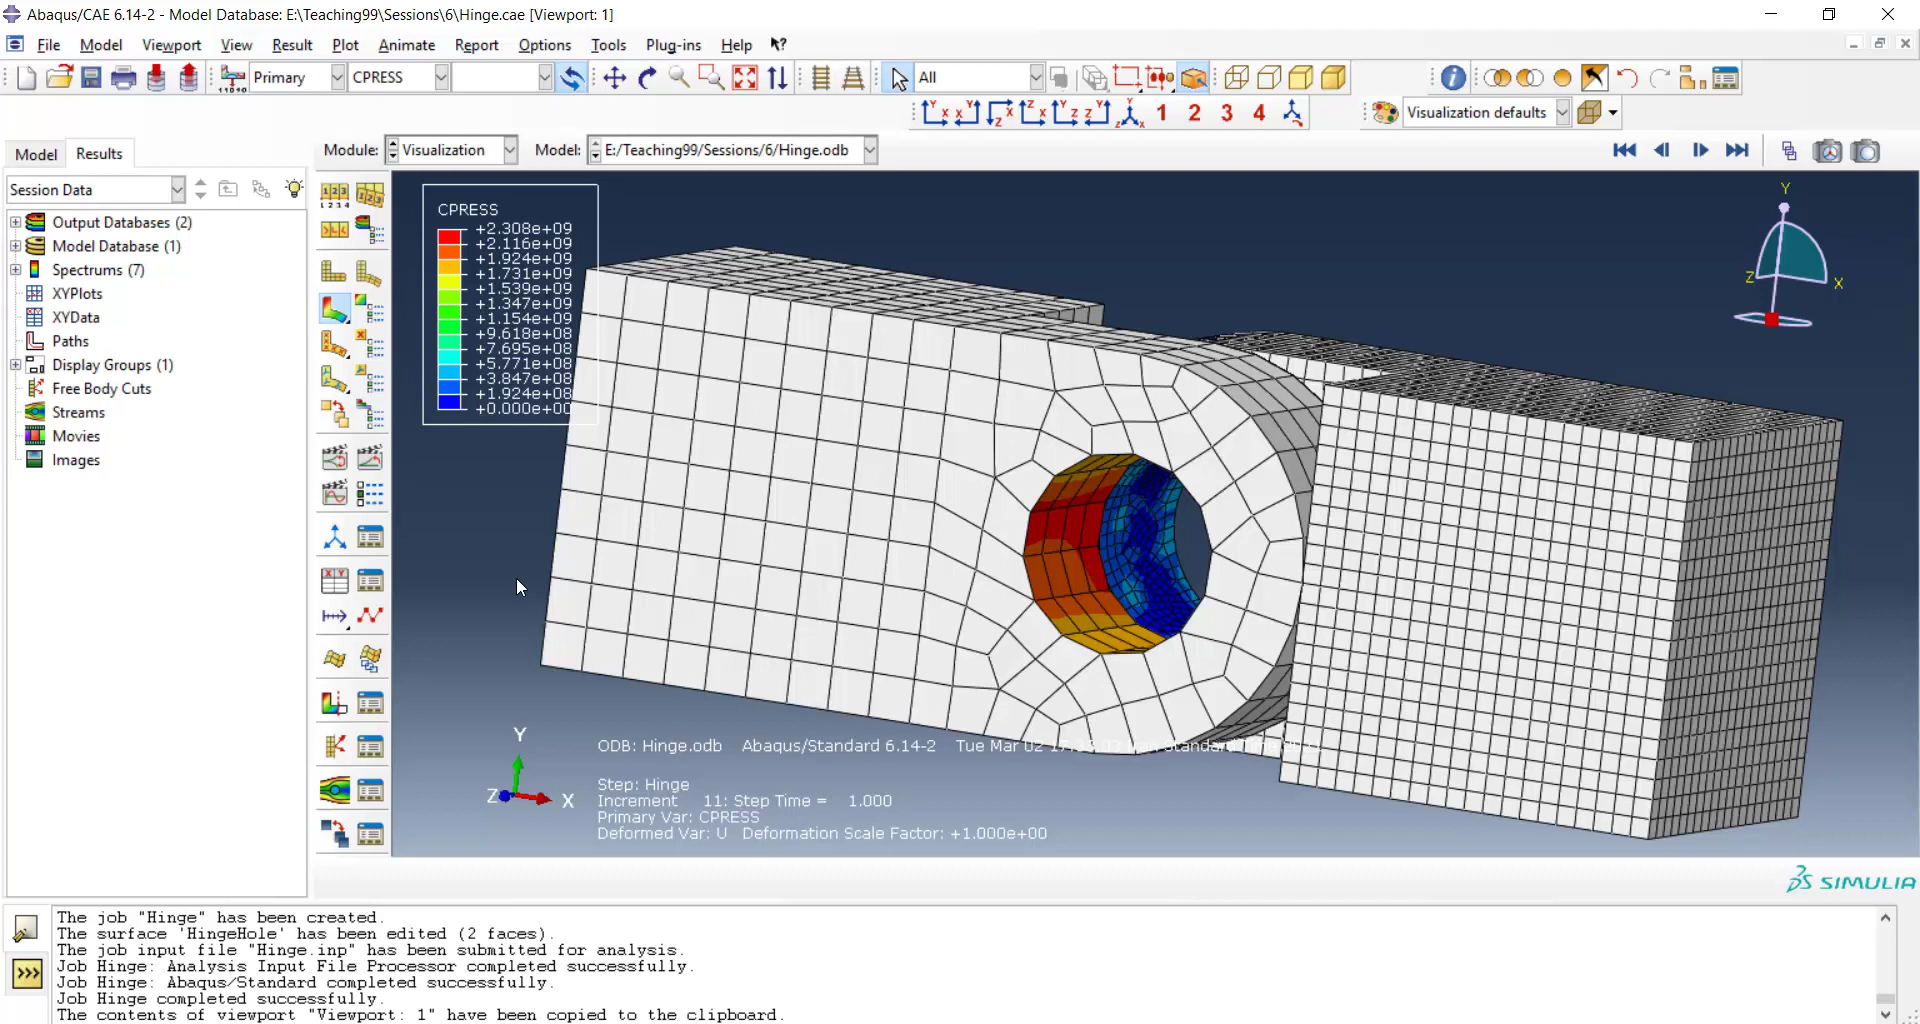 Abaqus/CAE 6.14-2 - Model Database: E:\Teaching99\Sessions\6\Hinge.cae [Viewport: 1]
File Model Viewport View Result Plot Animate Report Options Tools Plug-ins Help
Primary CPRESS All
1 2 3 4 Visualization defaults
Model Results Module: Visualization Model: E:/Teaching99/Sessions/6/Hinge.odb
Session Data
Output Databases (2)
Model Database (1)
Spectrums (7)
XYPlots
XYData
Paths
Display Groups (1)
Free Body Cuts
Streams
Movies
Images
CPRESS
+2.308e+09
+2.116e+09
+1.924e+09
+1.731e+09
+1.539e+09
+1.347e+09
+1.154e+09
+9.618e+08
+7.695e+08
+5.771e+08
+3.847e+08
+1.924e+08
+0.000e+00
Y
Z X
Y
Z X
ODB: Hinge.odb Abaqus/Standard 6.14-2 Tue Mar 02
Step: Hinge
Increment 11: Step Time = 1.000
Primary Var: CPRESS
Deformed Var: U Deformation Scale Factor: +1.000e+00
SIMULIA
The job "Hinge" has been created.
The surface 'HingeHole' has been edited (2 faces).
The job input file "Hinge.inp" has been submitted for analysis.
Job Hinge: Analysis Input File Processor completed successfully.
Job Hinge: Abaqus/Standard completed successfully.
Job Hinge completed successfully.
The contents of viewport "Viewport: 1" have been copied to the clipboard.